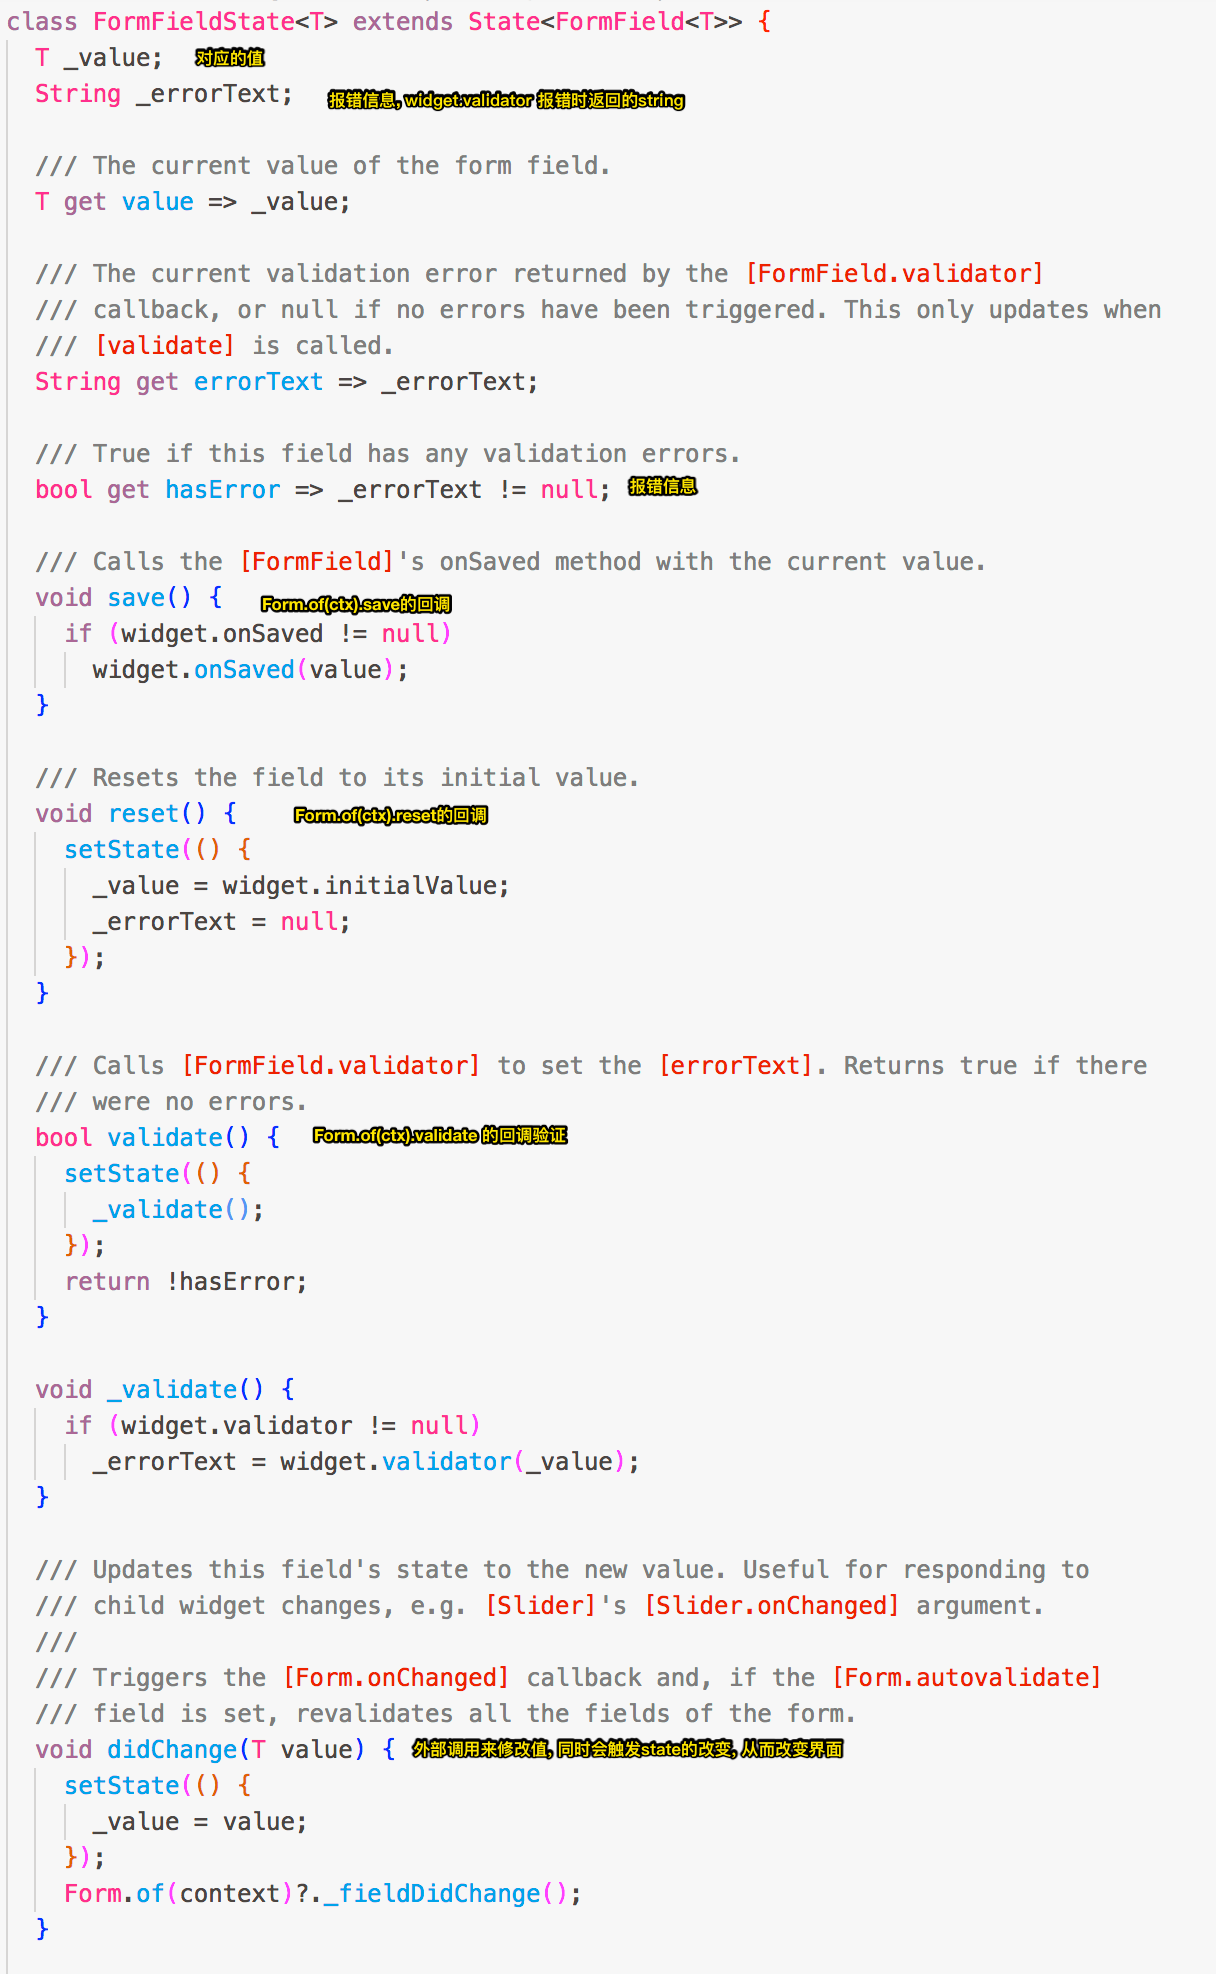 class FormFieldState<T> extends State<FormField<T>> {
T _value; 对应的值
String _errorText; 报错信息, widget.validator 报错时返回的string
/// The current value of the form field.
T get value => _value;
/// The current validation error returned by the [FormField.validator]
/// callback, or null if no errors have been triggered. This only updates when
/// [validate] is called.
String get errorText => _errorText;
/// True if this field has any validation errors.
bool get hasError => _errorText != null; 报错信息
/// Calls the [FormField]'s onSaved method with the current value.
void save() { Form.of(ctx).save的回调
if (widget.onSaved != null)
widget.onSaved(value);
}
/// Resets the field to its initial value.
void reset() { Form.of(ctx).reset的回调
setState(() {
_value = widget.initialValue;
_errorText = null;
});
}
/// Calls [FormField.validator] to set the [errorText]. Returns true if there
/// were no errors.
bool validate() { Form.of(ctx).validate 的回调验证
setState(() {
_validate();
});
return !hasError;
}
void _validate() {
if (widget.validator != null)
_errorText = widget.validator(_value);
}
/// Updates this field's state to the new value. Useful for responding to
/// child widget changes, e.g. [Slider]'s [Slider.onChanged] argument.
///
/// Triggers the [Form.onChanged] callback and, if the [Form.autovalidate]
/// field is set, revalidates all the fields of the form.
void didChange(T value) { 外部调用来修改值, 同时会触发state的改变, 从而改变界面
setState(() {
_value = value;
});
Form.of(context)?._fieldDidChange();
}